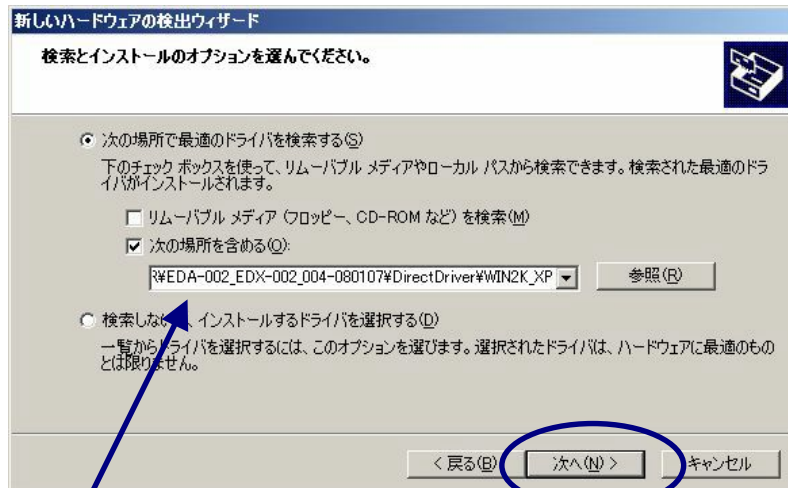 新しいハードウェアの検出ウィザード
検索とインストールのオプションを選んでください。
次の場所で最適のドライバを検索する(S)
下のチェック ボックスを使って、リムーバブル メディアやローカル パスから検索できます。検索された最適のドラ
イバがインストールされます。
リムーバブル メディア (フロッピー、CD-ROM など) を検索(M)
次の場所を含める(O):
¥EDA-002_EDX-002_004-080107¥DirectDriver¥WIN2K_XP
参照(R)
検索しないで、インストールするドライバを選択する(D)
一覧からドライバを選択するには、このオプションを選びます。選択されたドライバは、ハードウェアに最適のもの
とは限りません。
< 戻る(B)
次へ(N) >
キャンセル